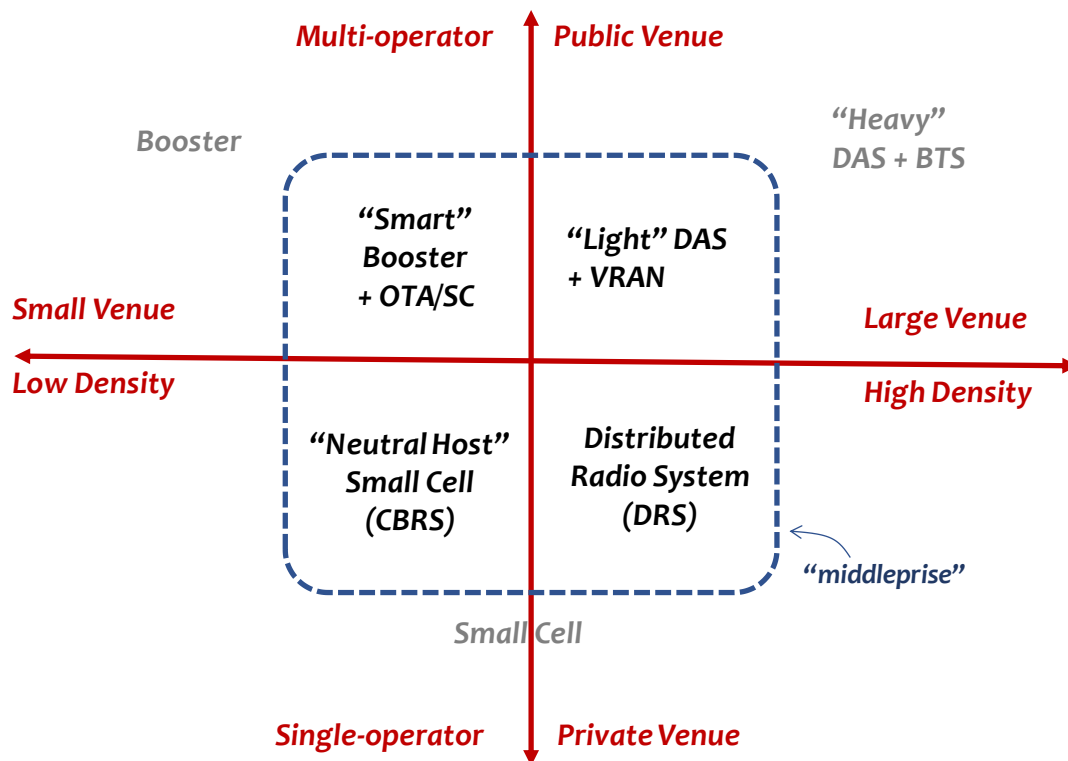 Multi-operator
Public Venue
“Heavy”
DAS + BTS
Booster
“Smart”
Booster
+ OTA/SC
“Light” DAS
+ VRAN
Small Venue
Large Venue
Low Density
High Density
“Neutral Host”
Small Cell
(CBRS)
Distributed
Radio System
(DRS)
“middleprise”
Small Cell
Single-operator
Private Venue